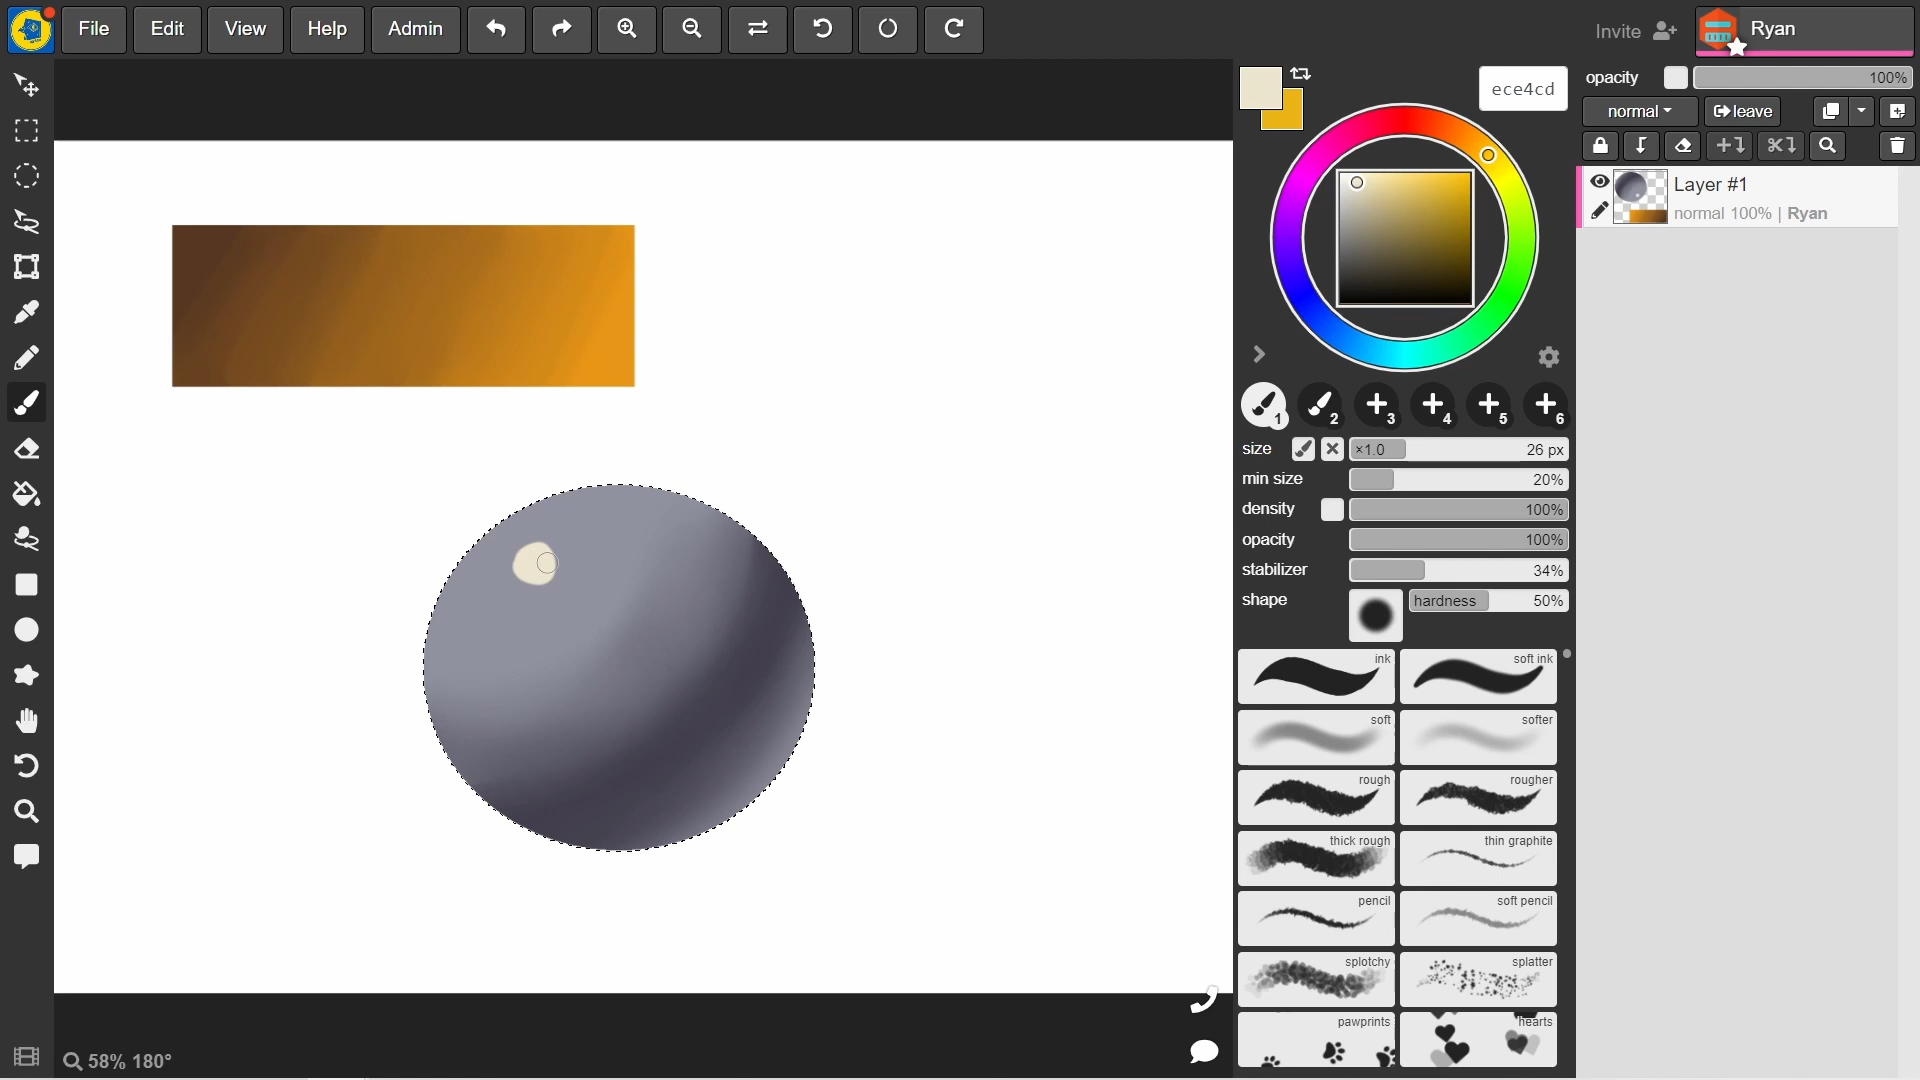 File Edit View Help Admin
Invite Ryan
ece4cd
opacity 100%
normal leave
Layer #1
normal 100% | Ryan
1 2 3 4 5 6
size ×1.0 26 px
min size 20%
density 100%
opacity 100%
stabilizer 34%
shape hardness 50%
ink soft ink
soft softer
rough rougher
thick rough thin graphite
pencil soft pencil
splotchy splatter
pawprints hearts
58% 180°